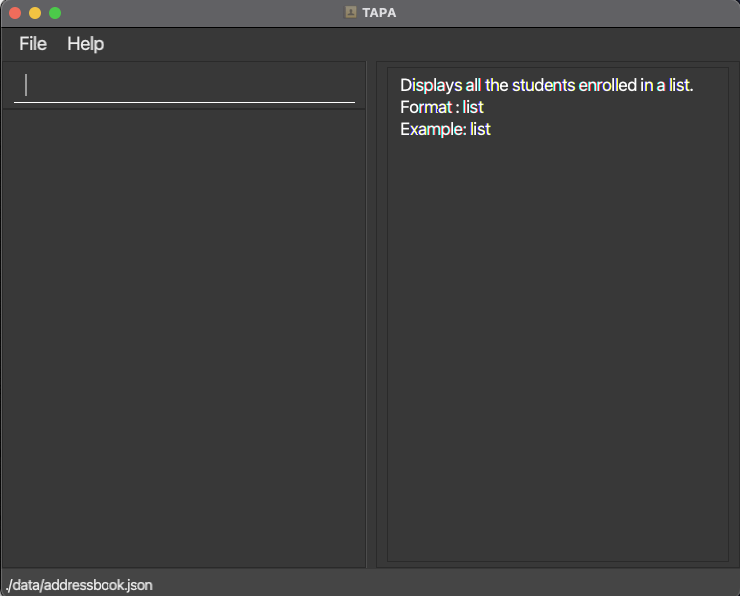 TAPA
File Help
Displays all the students enrolled in a list.
Format : list
Example: list
./data/addressbook.json